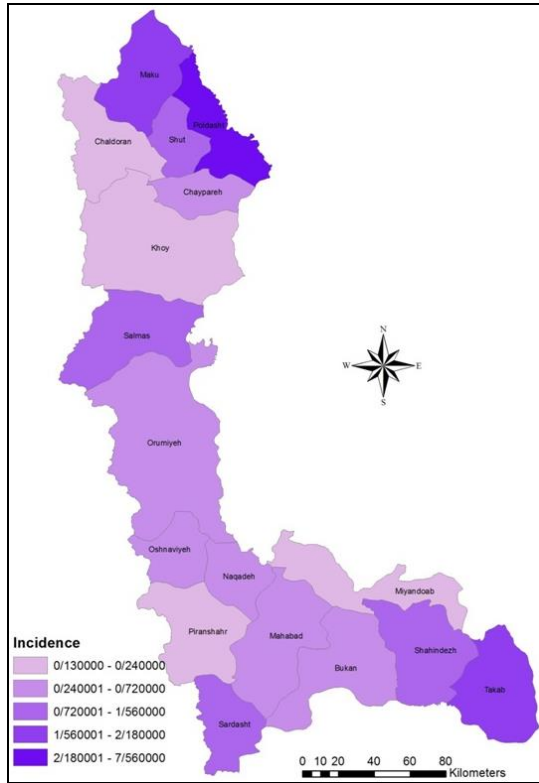 Maku
Poldasht
Shut
Chaldoran
Chaypareh
Khoy
Salmas
N
W E
S
Orumiyeh
Oshnaviyeh
Naqadeh
Miyandoab
Piranshahr
Mahabad
Shahindezh
Bukan
Takab
Sardasht
Incidence
0/130000 - 0/240000
0/240001 - 0/720000
0/720001 - 1/560000
1/560001 - 2/180000
2/180001 - 7/560000
0 10 20 40 60 80
Kilometers